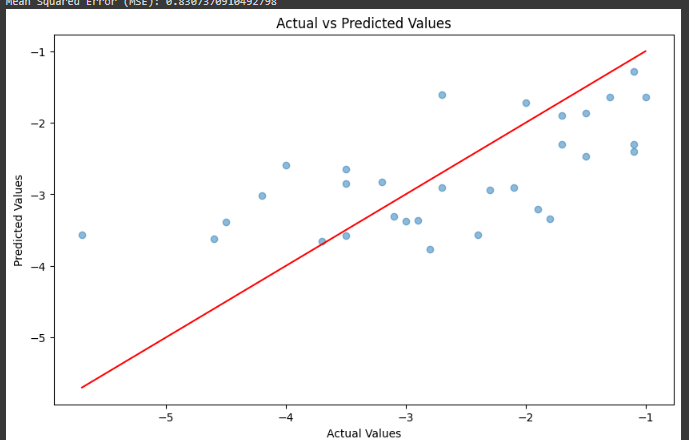 Mean Squared Error (MSE): 0.8307370910492798
Actual vs Predicted Values
−1
−2
−3
−4
−5
Predicted Values
−5 −4 −3 −2 −1
Actual Values